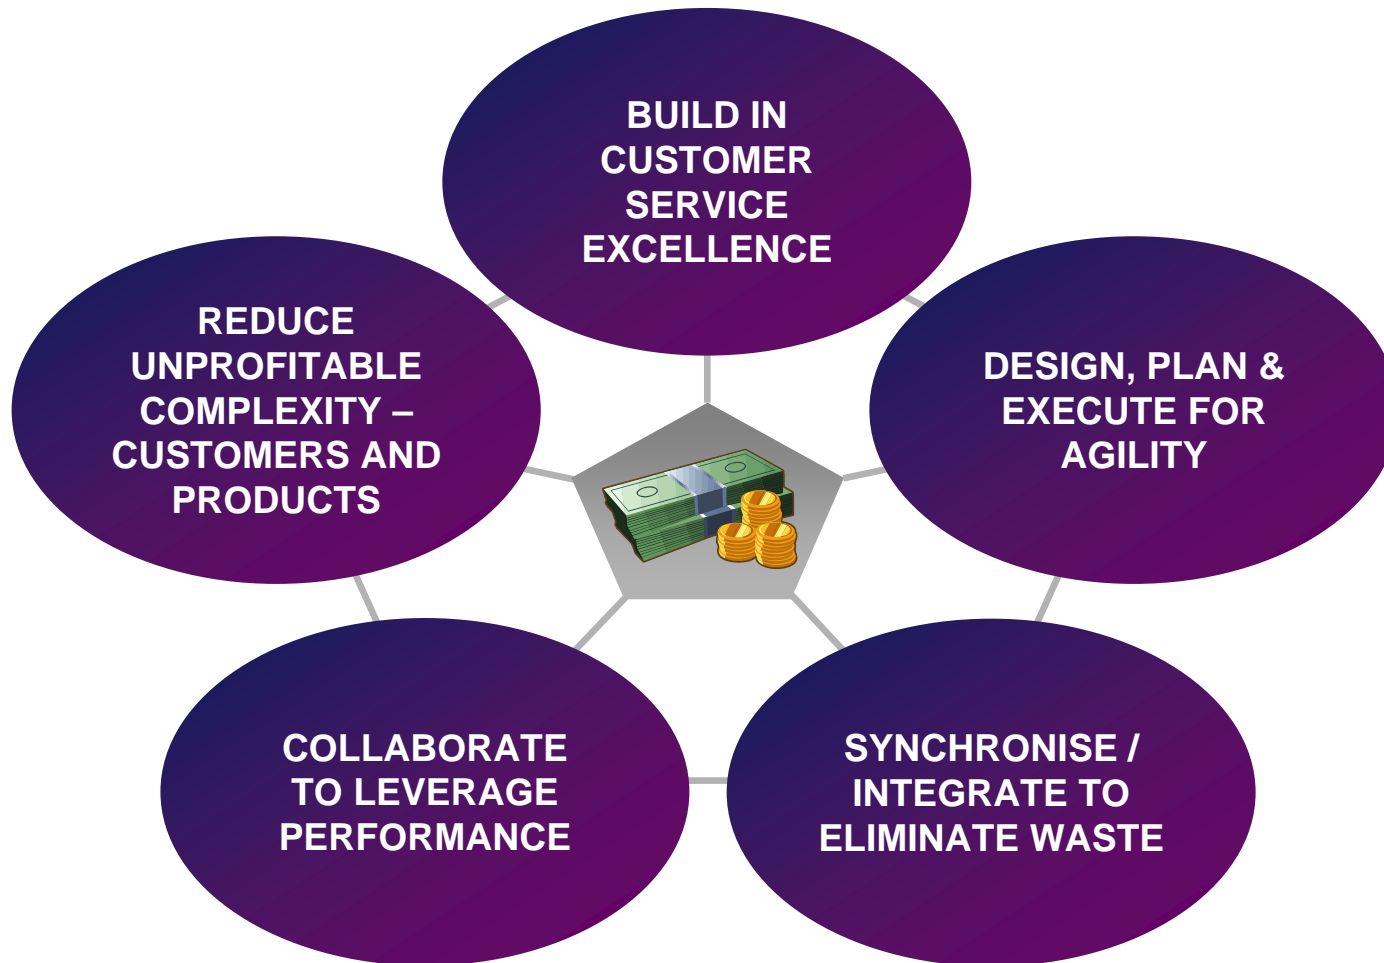 BUILD IN
CUSTOMER
SERVICE
EXCELLENCE
REDUCE
UNPROFITABLE
COMPLEXITY –
CUSTOMERS AND
PRODUCTS
DESIGN, PLAN &
EXECUTE FOR
AGILITY
COLLABORATE
TO LEVERAGE
PERFORMANCE
SYNCHRONISE /
INTEGRATE TO
ELIMINATE WASTE